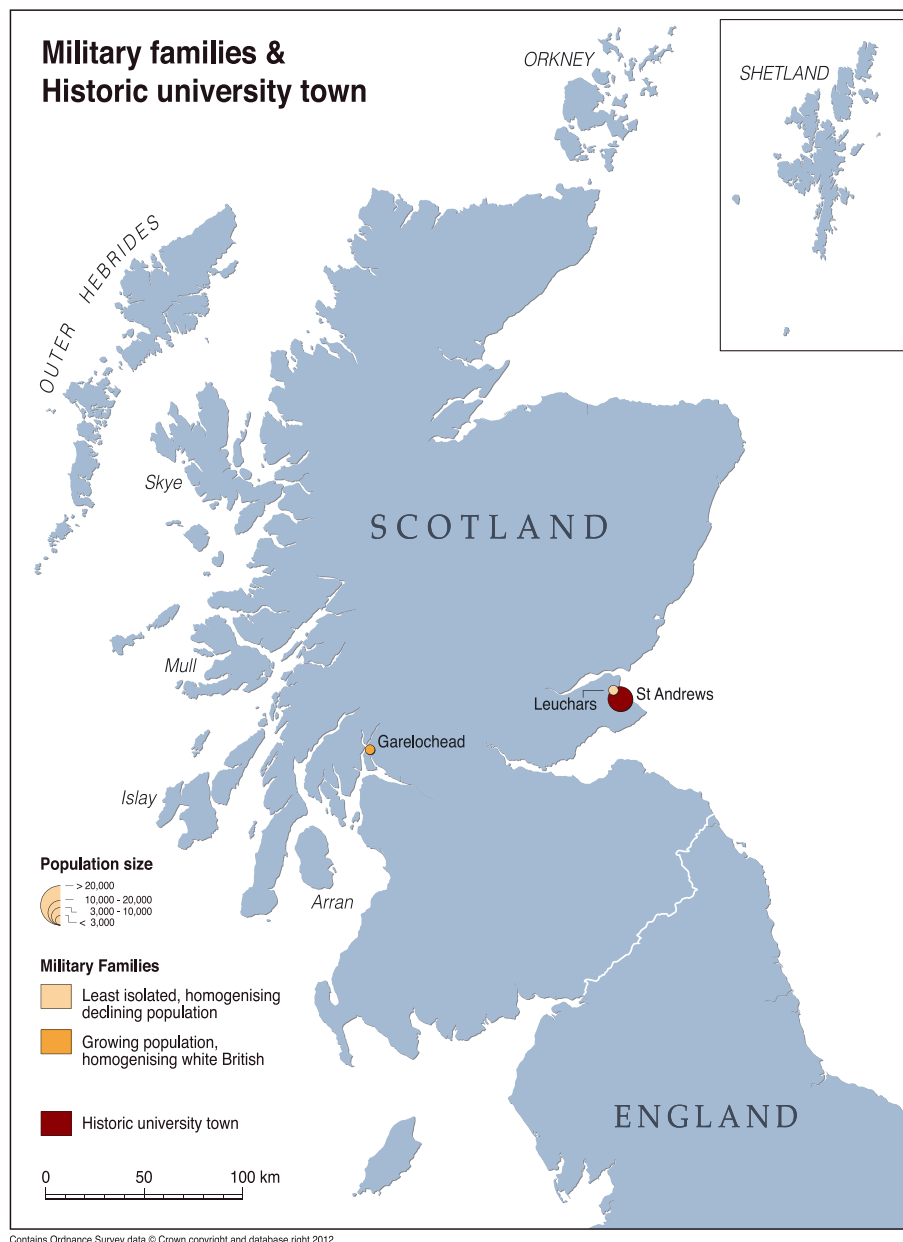 Military families &
Historic university town
ORKNEY
SHETLAND
OUTER HEBRIDES
Skye
SCOTLAND
Mull
Leuchars
St Andrews
Garelochead
Islay
Arran
Population size
> 20,000
10,000 - 20,000
3,000 - 10,000
< 3,000
Military Families
Least isolated, homogenising
declining population
Growing population,
homogenising white British
Historic university town
ENGLAND
0 50 100 km
Contains Ordnance Survey data © Crown copyright and database right 2012